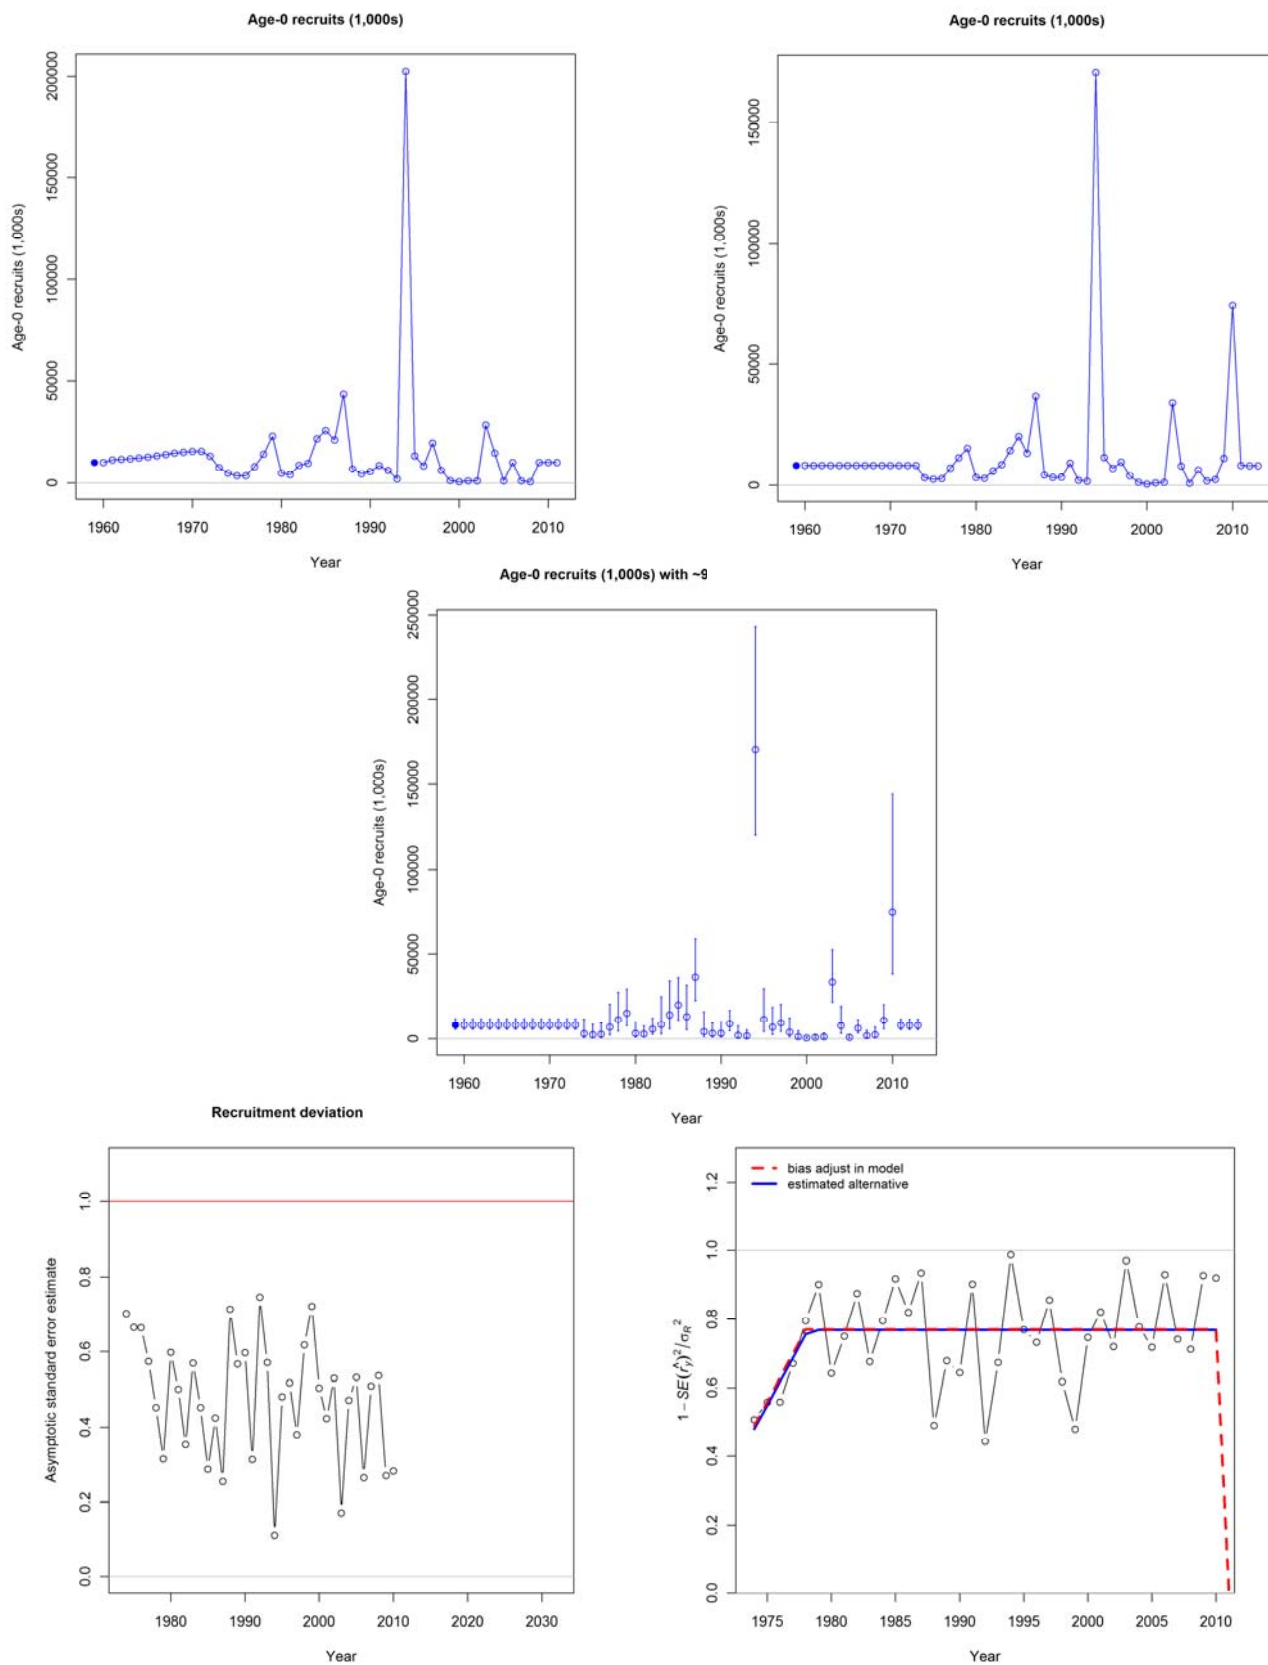 Age-0 recruits (1,000s)
Age-0 recruits (1,000s)
200000
150000
100000
50000
0
1960 1970 1980 1990 2000 2010
Year
Age-0 recruits (1,000s)
Age-0 recruits (1,000s)
150000
100000
50000
0
1960 1970 1980 1990 2000 2010
Year
Age-0 recruits (1,000s) with ~9
Age-0 recruits (1,000s)
250000
200000
150000
100000
50000
0
1960 1970 1980 1990 2000 2010
Year
Recruitment deviation
Asymptotic standard error estimate
1.0
0.8
0.6
0.4
0.2
0.0
1980 1990 2000 2010 2020 2030
Year
bias adjust in model
estimated alternative
1 − SE(r̂y)² / σR²
1.2
1.0
0.8
0.6
0.4
0.2
0.0
1975 1980 1985 1990 1995 2000 2005 2010
Year